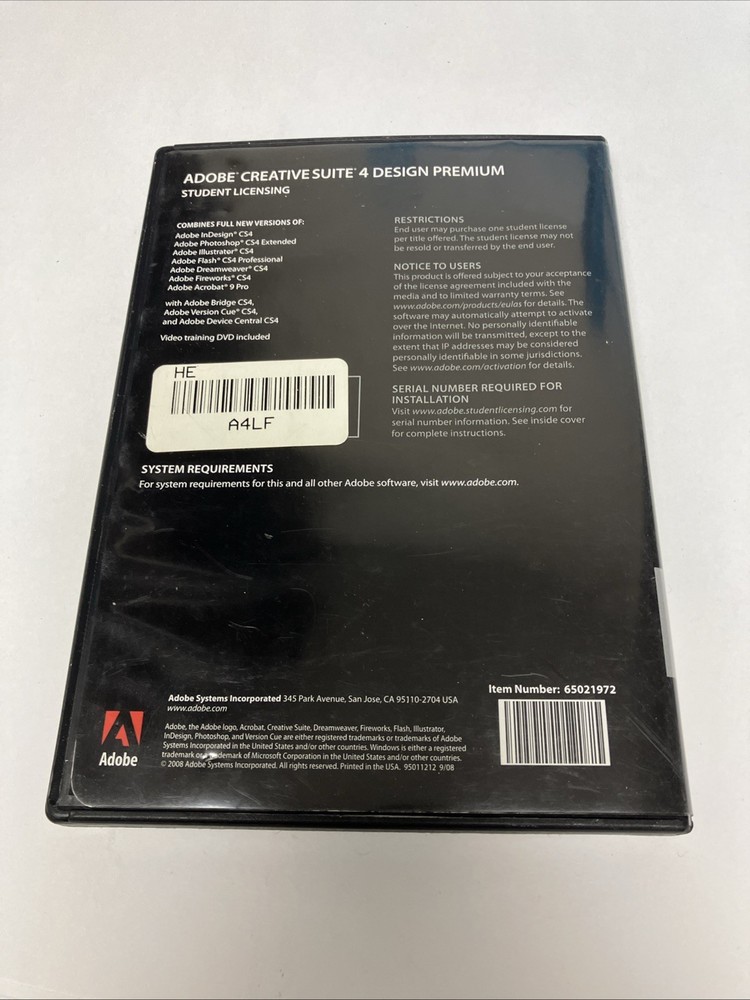 ADOBE® CREATIVE SUITE® 4 DESIGN PREMIUM
STUDENT LICENSING
COMBINES FULL NEW VERSIONS OF:
Adobe InDesign® CS4
Adobe Photoshop® CS4 Extended
Adobe Illustrator® CS4
Adobe Flash® CS4 Professional
Adobe Dreamweaver® CS4
Adobe Fireworks® CS4
Adobe Acrobat® 9 Pro
with Adobe Bridge CS4,
Adobe Version Cue® CS4,
and Adobe Device Central CS4
Video training DVD included
HE
A4LF
RESTRICTIONS
End user may purchase one student license
per title offered. The student license may not
be resold or transferred by the end user.
NOTICE TO USERS
This product is offered subject to your acceptance
of the license agreement included with the
media and to limited warranty terms. See
www.adobe.com/products/eulas for details. The
software may automatically attempt to activate
over the Internet. No personally identifiable
information will be transmitted, except to the
extent that IP addresses may be considered
personally identifiable in some jurisdictions.
See www.adobe.com/activation for details.
SERIAL NUMBER REQUIRED FOR
INSTALLATION
Visit www.adobe.studentlicensing.com for
serial number information. See inside cover
for complete instructions.
SYSTEM REQUIREMENTS
For system requirements for this and all other Adobe software, visit www.adobe.com.
Adobe
Adobe Systems Incorporated 345 Park Avenue, San Jose, CA 95110-2704 USA
www.adobe.com
Adobe, the Adobe logo, Acrobat, Creative Suite, Dreamweaver, Fireworks, Flash, Illustrator,
InDesign, Photoshop, and Version Cue are either registered trademarks or trademarks of Adobe
Systems Incorporated in the United States and/or other countries. Windows is either a registered
trademark or trademark of Microsoft Corporation in the United States and/or other countries.
© 2008 Adobe Systems Incorporated. All rights reserved. Printed in the USA. 95011212 9/08
Item Number: 65021972